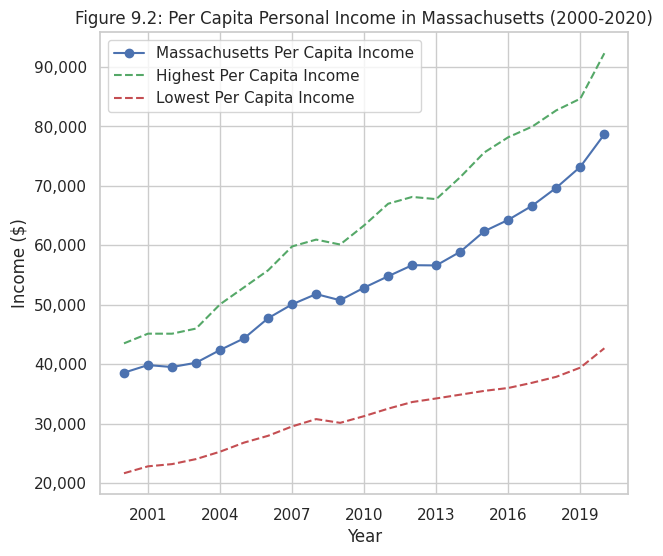 Figure 9.2: Per Capita Personal Income in Massachusetts (2000-2020)
Massachusetts Per Capita Income
Highest Per Capita Income
Lowest Per Capita Income
90,000
80,000
70,000
60,000
50,000
40,000
30,000
20,000
Income ($)
2001 2004 2007 2010 2013 2016 2019
Year